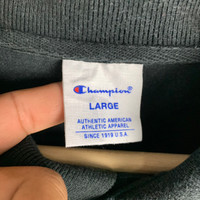 Champion
LARGE
AUTHENTIC AMERICAN
ATHLETIC APPAREL
SINCE 1919 U.S.A.